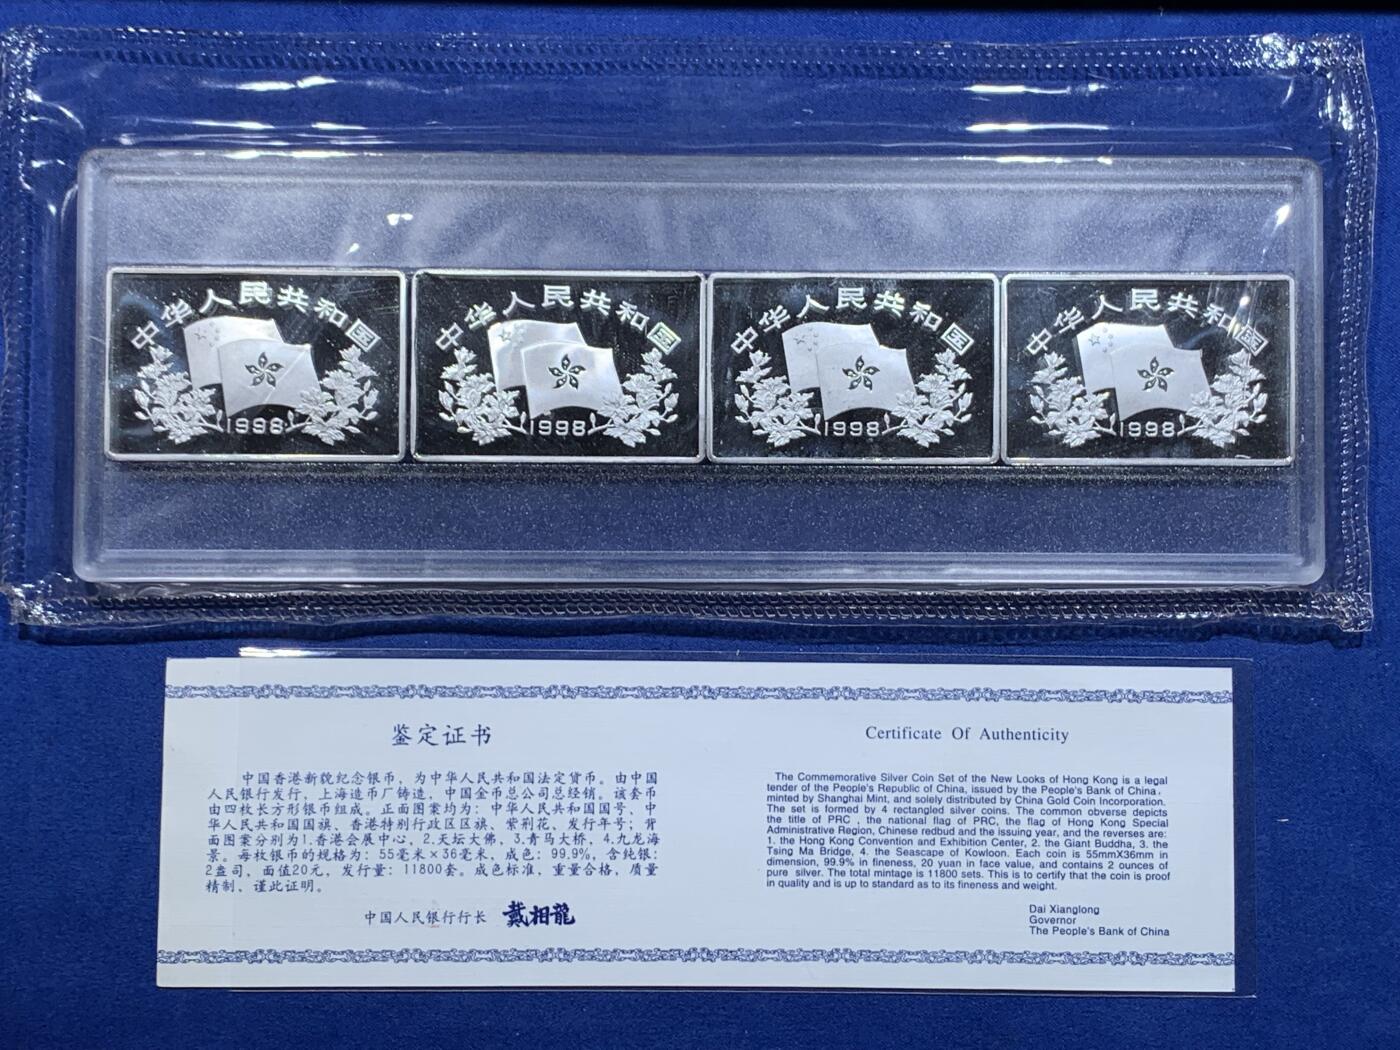 中华人民共和国
1998
中华人民共和国
1998
中华人民共和国
1998
中华人民共和国
1998
鉴定证书
中国香港新貌纪念银币，为中华人民共和国法定货币。由中国
人民银行发行，上海造币厂铸造，中国金币总公司总经销。该套币
由四枚长方形银币组成。正面图案均为：中华人民共和国国号、中
华人民共和国国旗、香港特别行政区区旗、紫荆花、发行年号；背
面图案分别为1.香港会展中心，2.天坛大佛，3.青马大桥，4.九龙海
景。每枚银币的规格为：55毫米×36毫米，成色：99.9%，含纯银：
2盎司，面值20元，发行量：11800套。成色标准，重量合格，质量
精制，谨此证明。
中国人民银行行长 戴相龍
Certificate Of Authenticity
The Commemorative Silver Coin Set of the New Looks of Hong Kong is a legal
tender of the People's Republic of China, issued by the People's Bank of China,
minted by Shanghai Mint, and solely distributed by China Gold Coin Incorporation.
The set is formed by 4 rectangled silver coins. The common obverse depicts
the title of PRC , the national flag of PRC, the flag of Hong Kong Special
Administrative Region, Chinese redbud and the issuing year, and the reverses are:
1. the Hong Kong Convention and Exhibition Center, 2. the Giant Buddha, 3. the
Tsing Ma Bridge, 4. the Seascape of Kowloon. Each coin is 55mmX36mm in
dimension, 99.9% in fineness, 20 yuan in face value, and contains 2 ounces of
pure silver. The total mintage is 11800 sets. This is to certify that the coin is proof
in quality and is up to standard as to its fineness and weight.
Dai Xianglong
Governor
The People's Bank of China